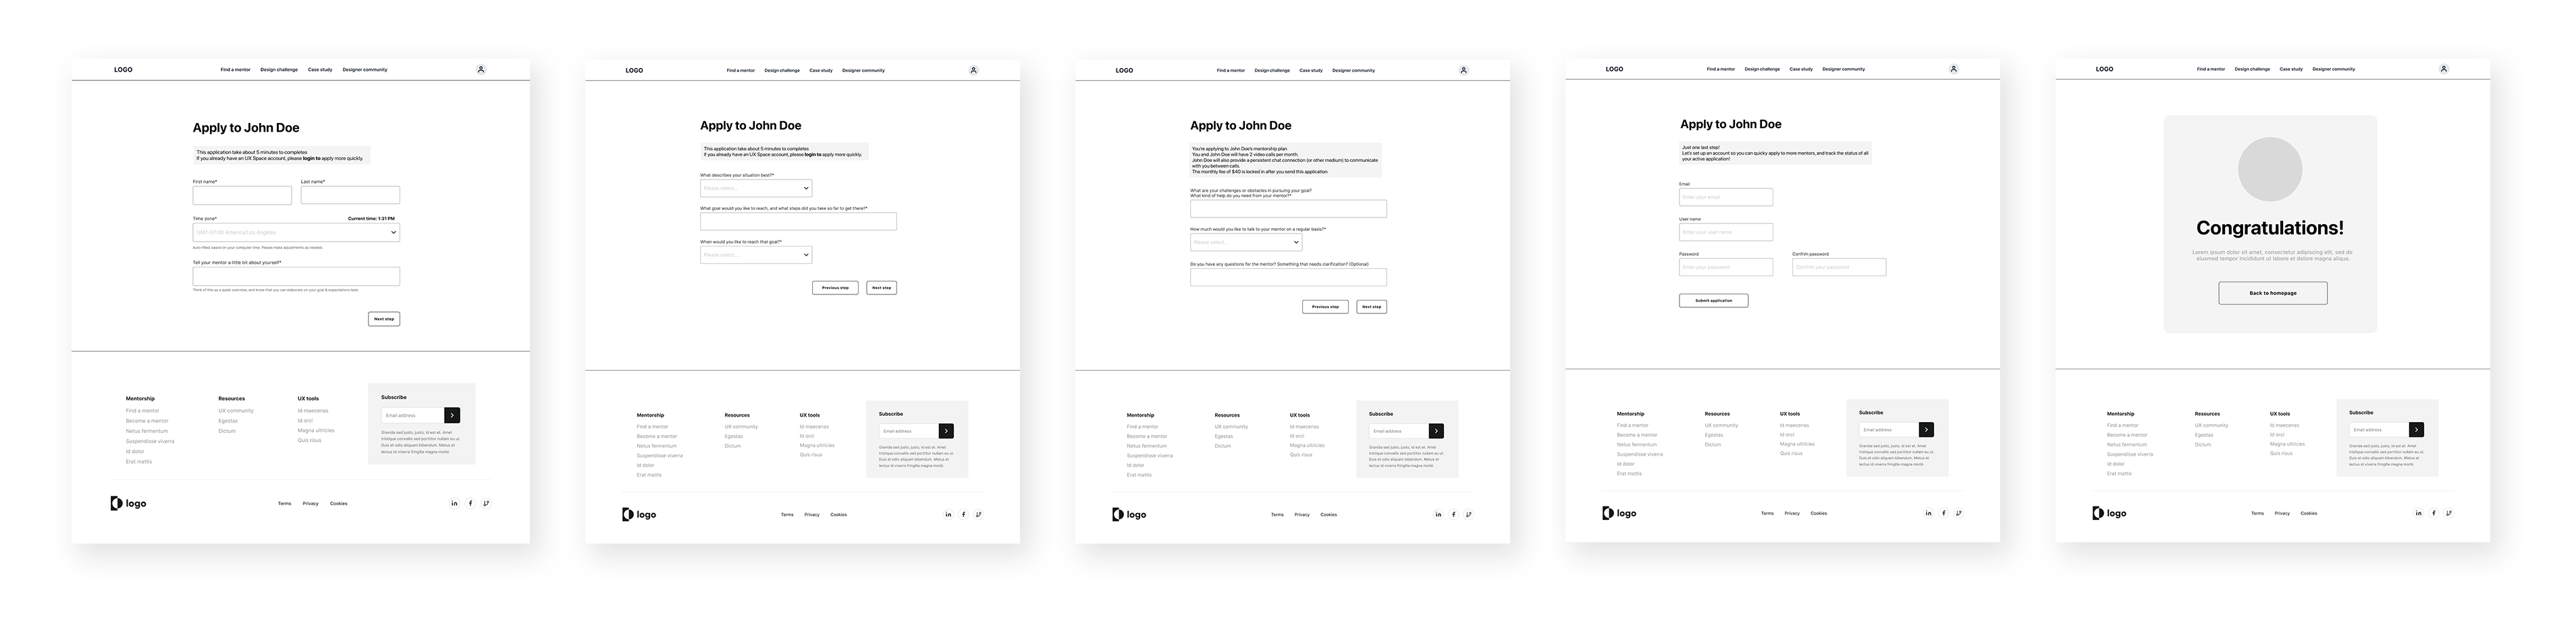 LOGO
Find a mentor Design challenge Case study Designer community
Apply to John Doe
This application take about 5 minutes to completes
If you already have an UX Space account, please login to apply more quickly.
First name* Last name*
Time zone* Current time: 1:31 PM
GMT-07:00 America/Los Angeles
Auto-filled based on your computer time. Please make adjustments as needed.
Tell your mentor a little bit about yourself*
Think of this as a quick overview, and know that you can elaborate on your goal & expectations later.
Next step
Mentorship
Find a mentor
Become a mentor
Netus fermentum
Suspendisse viverra
Id dolor
Erat mattis
Resources
UX community
Egestas
Dictum
UX tools
Id maecenas
Id orci
Magna ultricies
Quis risus
Subscribe
Email address
Gravida sed justo, justo, id est et. Amet
tristique convallis sed porttitor nullam eu ut.
Duis et odio aliquam bibendum. Metus et
lectus id viverra fringilla magna morbi.
logo
Terms Privacy Cookies
LOGO
Find a mentor Design challenge Case study Designer community
Apply to John Doe
This application take about 5 minutes to completes
If you already have an UX Space account, please login to apply more quickly.
What describes your situation best?*
Please select...
What goal would you like to reach, and what steps did you take so far to get there?*
When would you like to reach that goal?*
Please select...
Previous step Next step
Mentorship
Find a mentor
Become a mentor
Netus fermentum
Suspendisse viverra
Id dolor
Erat mattis
Resources
UX community
Egestas
Dictum
UX tools
Id maecenas
Id orci
Magna ultricies
Quis risus
Subscribe
Email address
Gravida sed justo, justo, id est et. Amet
tristique convallis sed porttitor nullam eu ut.
Duis et odio aliquam bibendum. Metus et
lectus id viverra fringilla magna morbi.
logo
Terms Privacy Cookies
LOGO
Find a mentor Design challenge Case study Designer community
Apply to John Doe
You're applying to John Doe's mentorship plan
You and John Doe will have 2 video calls per month.
John Doe will also provide a persistent chat connection (or other medium) to communicate
with you between calls.
The monthly fee of $40 is locked in after you send this application
What are your challenges or obstacles in pursuing your goal?
What kind of help do you need from your mentor?*
How much would you like to talk to your mentor on a regular basis?*
Please select...
Do you have any questions for the mentor? Something that needs clarification? (Optional)
Previous step Next step
Mentorship
Find a mentor
Become a mentor
Netus fermentum
Suspendisse viverra
Id dolor
Erat mattis
Resources
UX community
Egestas
Dictum
UX tools
Id maecenas
Id orci
Magna ultricies
Quis risus
Subscribe
Email address
Gravida sed justo, justo, id est et. Amet
tristique convallis sed porttitor nullam eu ut.
Duis et odio aliquam bibendum. Metus et
lectus id viverra fringilla magna morbi.
logo
Terms Privacy Cookies
LOGO
Find a mentor Design challenge Case study Designer community
Apply to John Doe
Just one last step!
Let's set up an account so you can quicky apply to more mentors, and track the status of all
your active application!
Email
Enter your email
User name
Enter your user name
Password Confrim password
Enter your password Confrim your password
Submit application
Mentorship
Find a mentor
Become a mentor
Netus fermentum
Suspendisse viverra
Id dolor
Erat mattis
Resources
UX community
Egestas
Dictum
UX tools
Id maecenas
Id orci
Magna ultricies
Quis risus
Subscribe
Email address
Gravida sed justo, justo, id est et. Amet
tristique convallis sed porttitor nullam eu ut.
Duis et odio aliquam bibendum. Metus et
lectus id viverra fringilla magna morbi.
logo
Terms Privacy Cookies
LOGO
Find a mentor Design challenge Case study Designer community
Congratulations!
Lorem ipsum dolor sit amet, consectetur adipiscing elit, sed do
eiusmod tempor incididunt ut labore et dolore magna aliqua.
Back to homepage
Mentorship
Find a mentor
Become a mentor
Netus fermentum
Suspendisse viverra
Id dolor
Erat mattis
Resources
UX community
Egestas
Dictum
UX tools
Id maecenas
Id orci
Magna ultricies
Quis risus
Subscribe
Email address
Gravida sed justo, justo, id est et. Amet
tristique convallis sed porttitor nullam eu ut.
Duis et odio aliquam bibendum. Metus et
lectus id viverra fringilla magna morbi.
logo
Terms Privacy Cookies